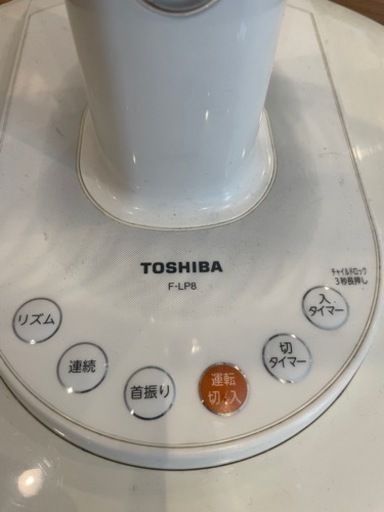 TOSHIBA
F-LP8
チャイルドロック
3秒長押し
入
タイマー
リズム
切
タイマー
連続
首振り
運転
切/入